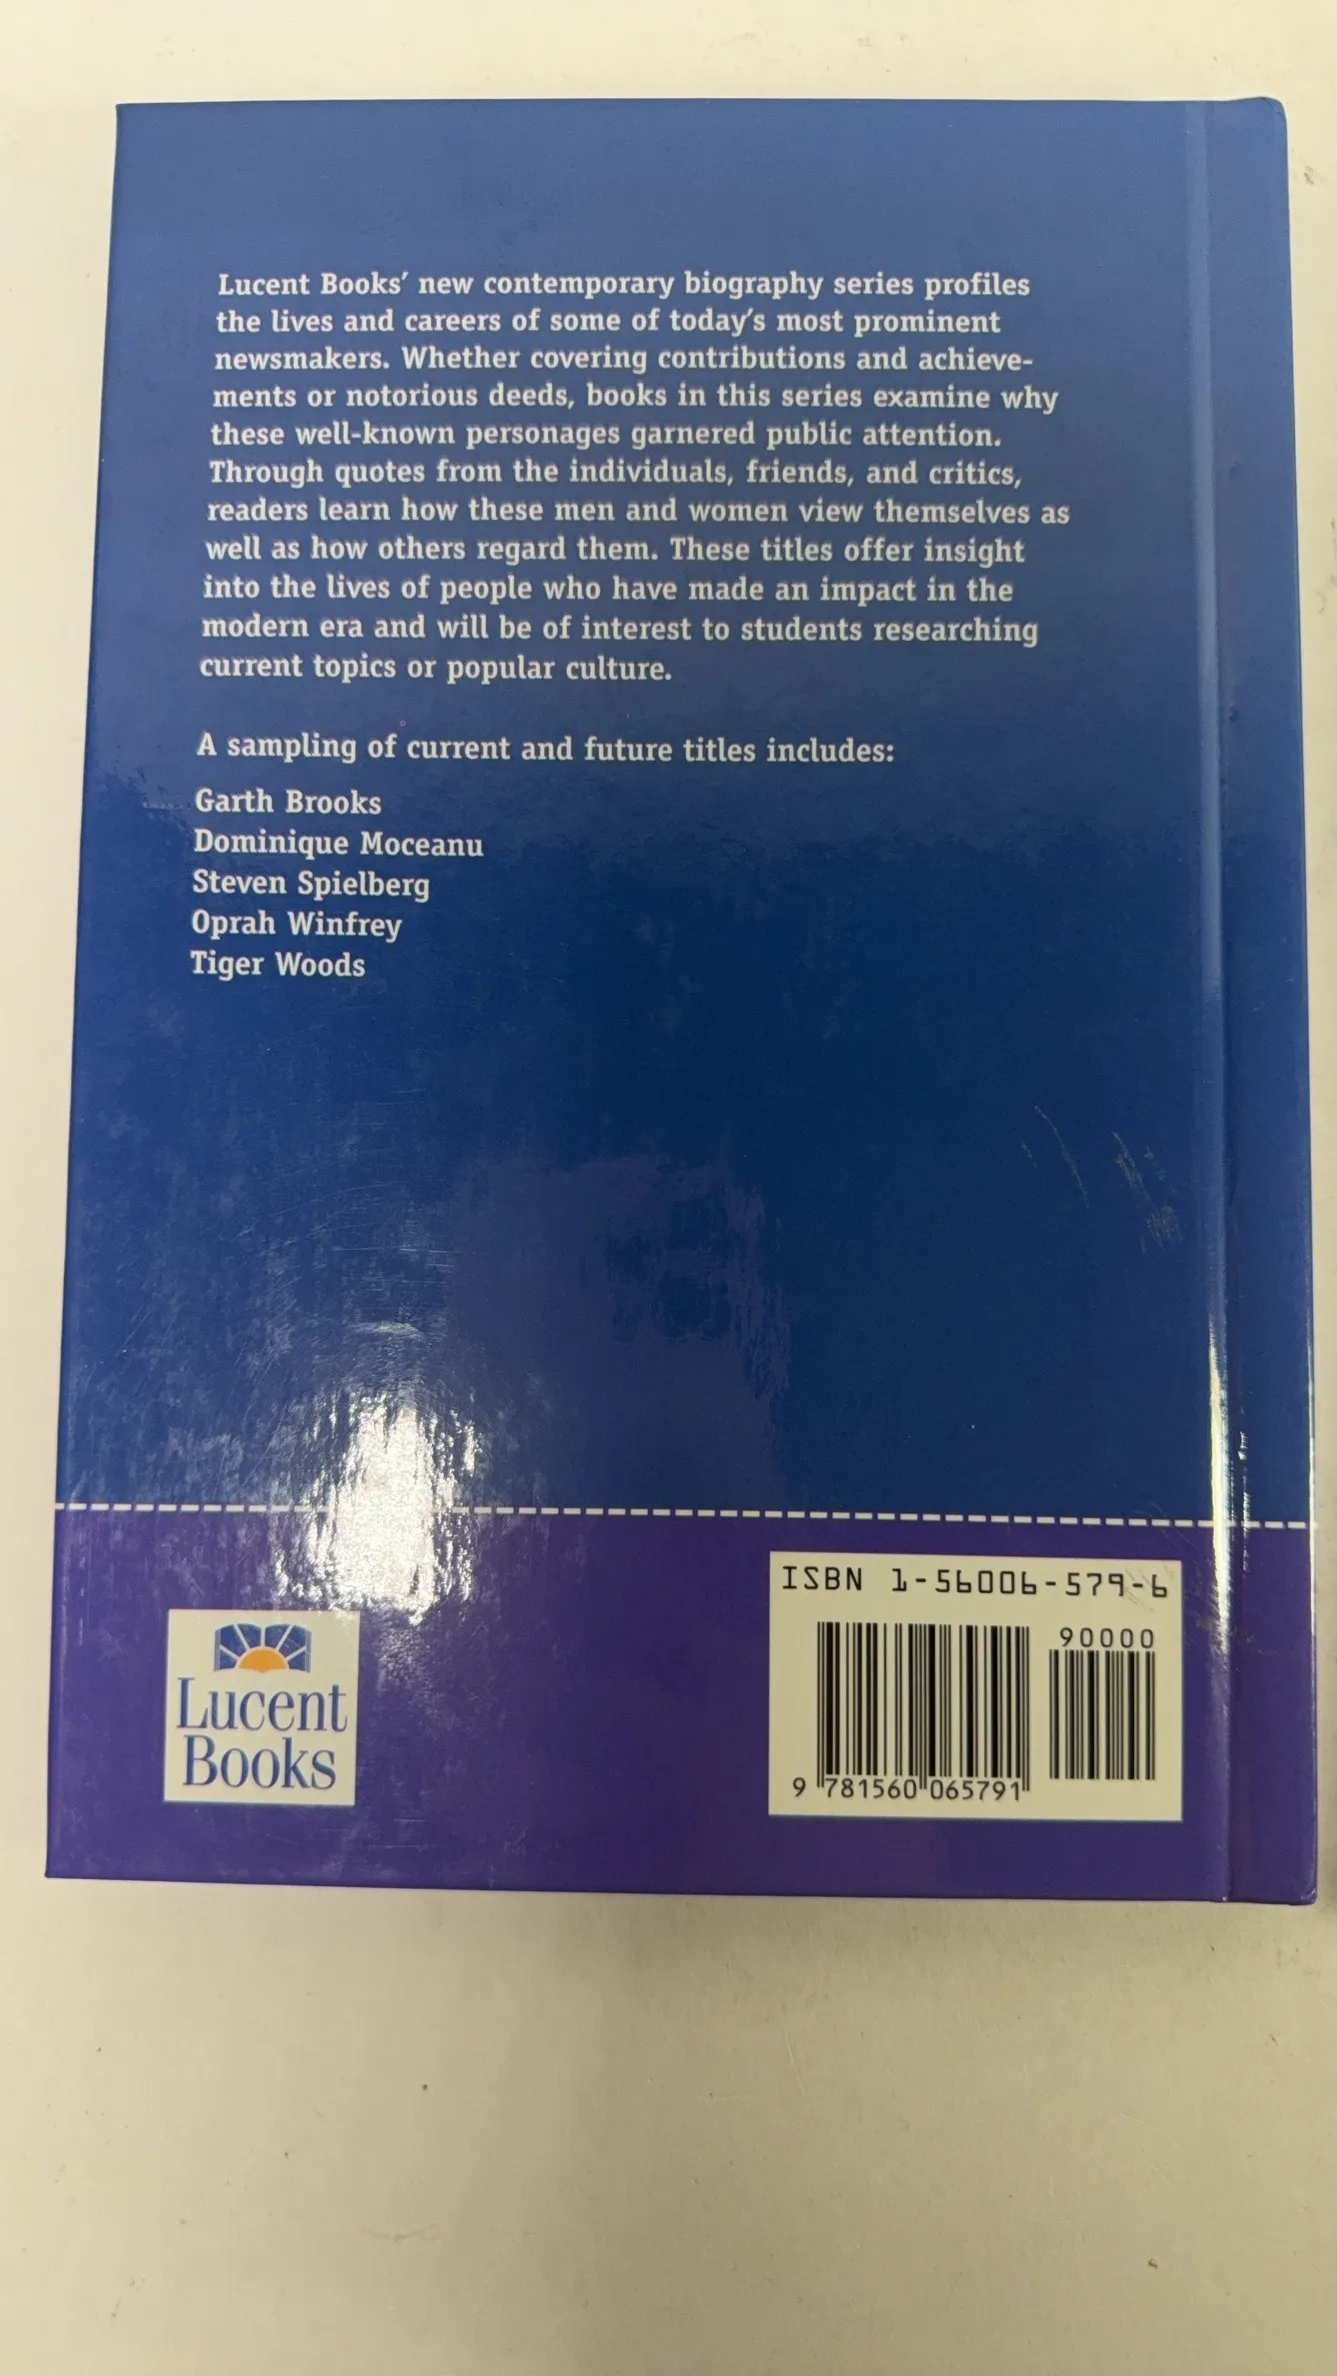 Lucent Books’ new contemporary biography series profiles
the lives and careers of some of today’s most prominent
newsmakers. Whether covering contributions and achieve-
ments or notorious deeds, books in this series examine why
these well-known personages garnered public attention.
Through quotes from the individuals, friends, and critics,
readers learn how these men and women view themselves as
well as how others regard them. These titles offer insight
into the lives of people who have made an impact in the
modern era and will be of interest to students researching
current topics or popular culture.
A sampling of current and future titles includes:
Garth Brooks
Dominique Moceanu
Steven Spielberg
Oprah Winfrey
Tiger Woods
Lucent
Books
ISBN 1-56006-579-6
90000
9 781560 065791